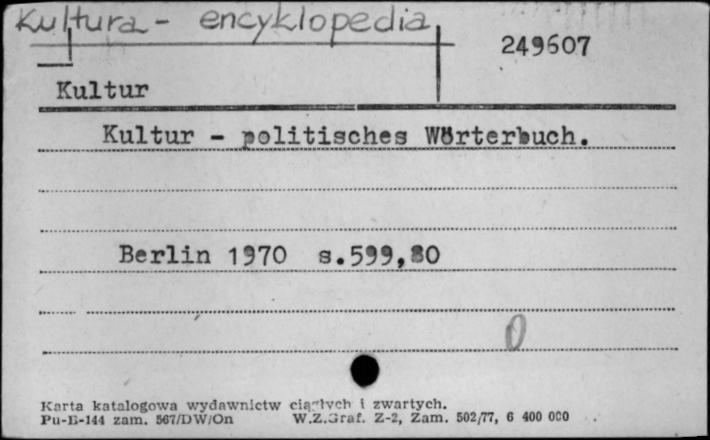 Kultura - encyklopedia
249607
Kultur
Kultur - politisches Wörterbuch.
Berlin 1970 s.599,80
0
Karta katalogowa wydawnictw ciągłych i zwartych.
Pu-E-144 zam. 567/DW/On W.Z.Graf. Z-2, Zam. 502/77, 6 400 000